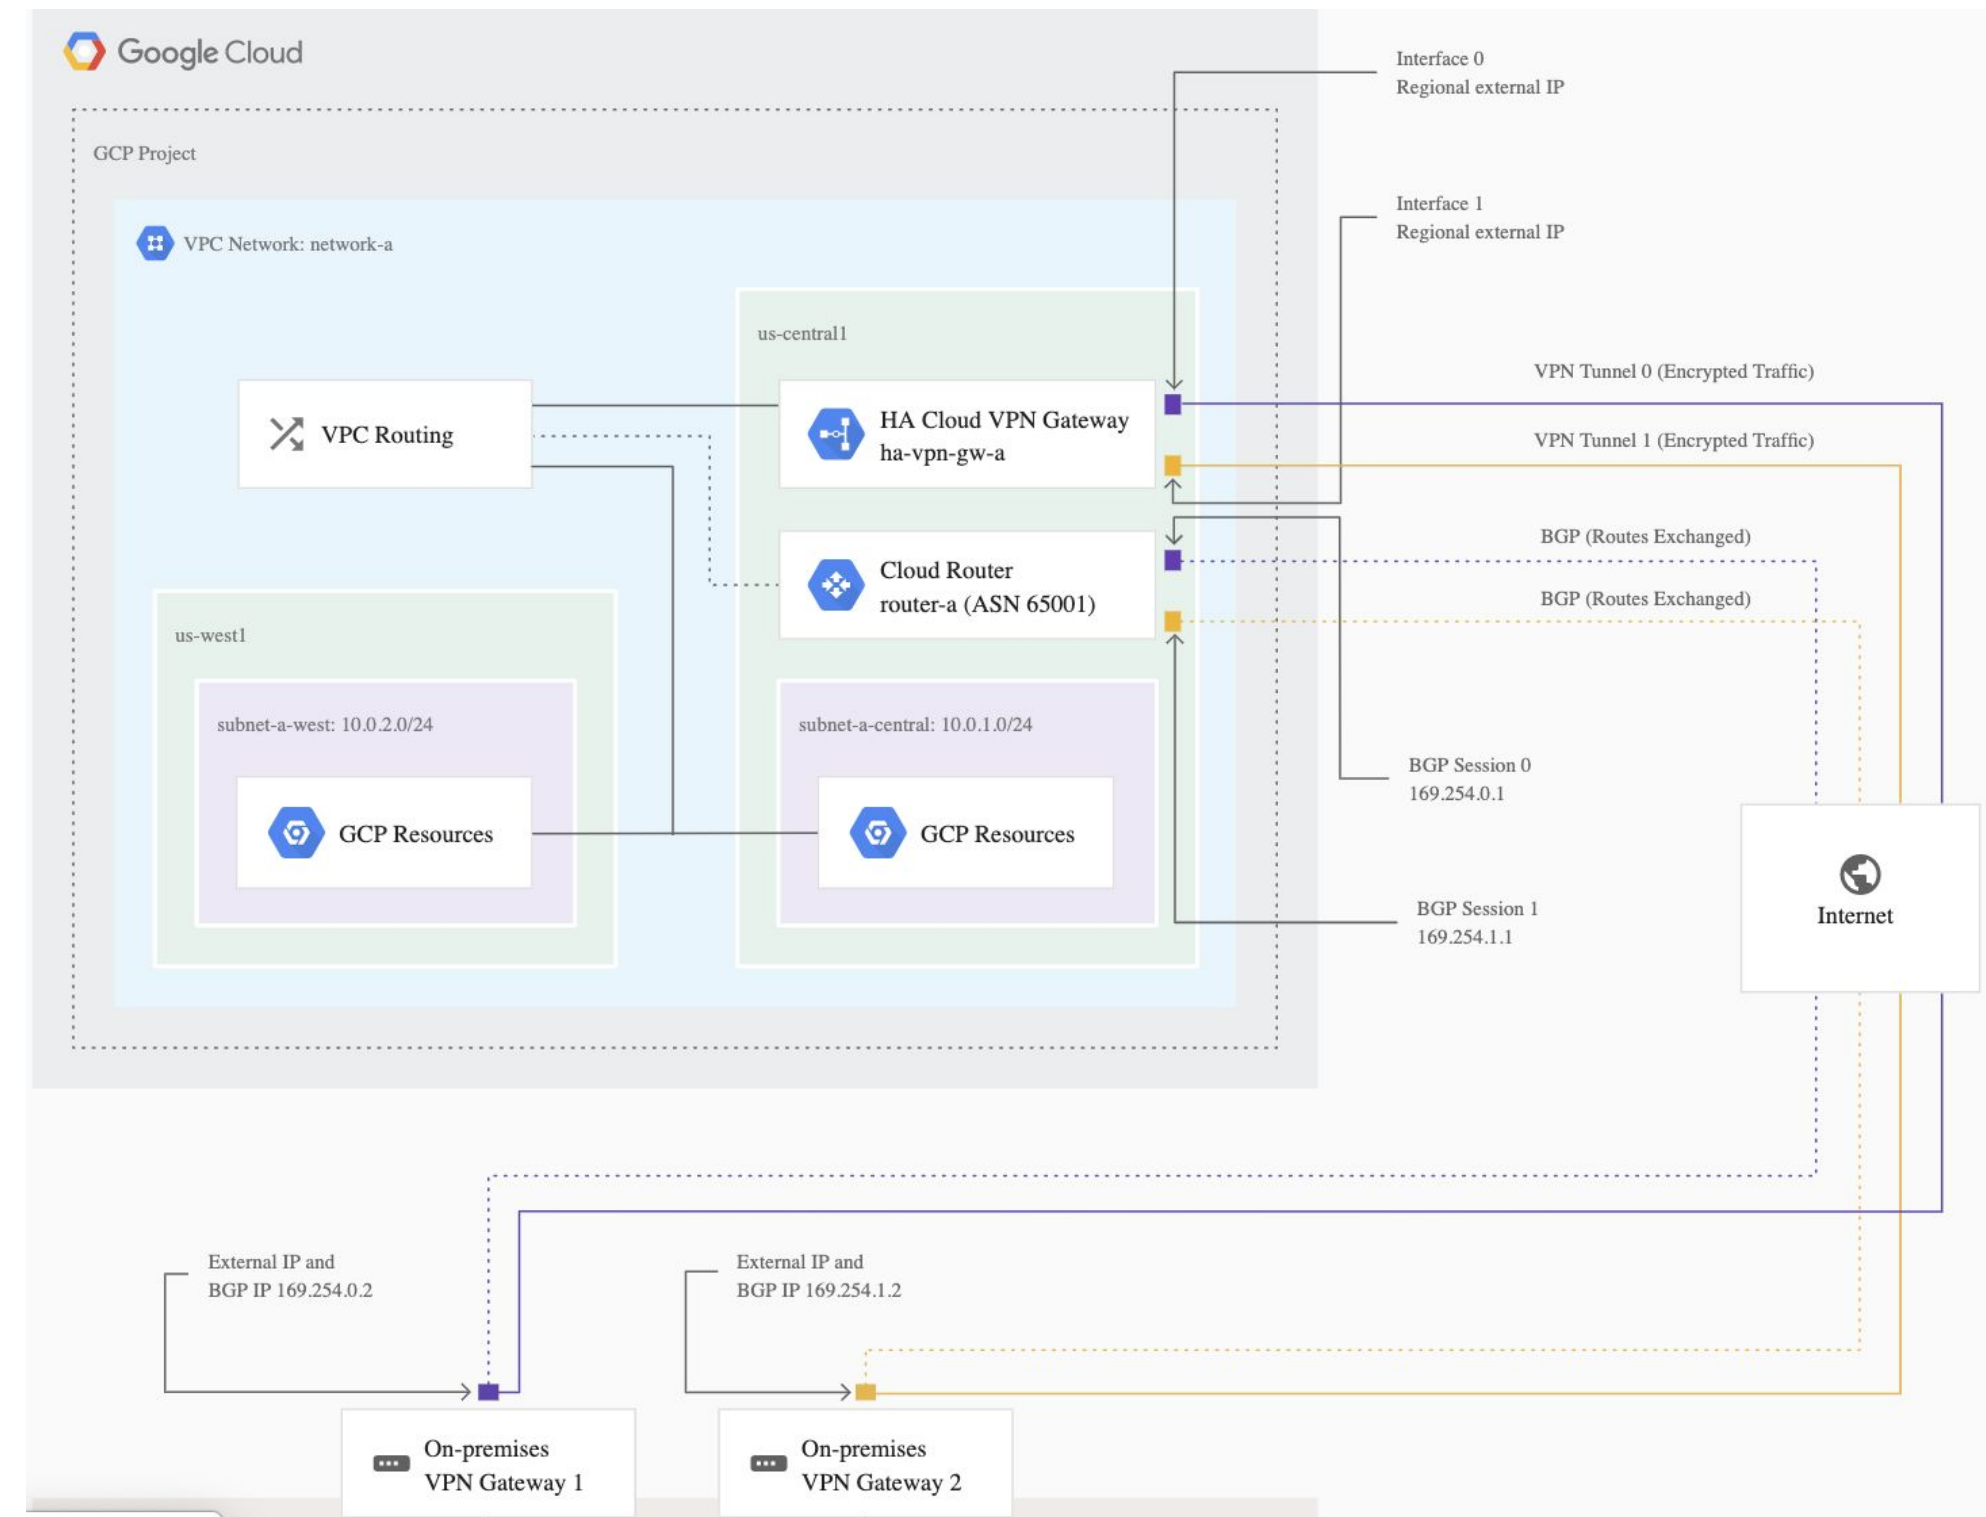 Google Cloud
Interface 0
Regional external IP
GCP Project
Interface 1
Regional external IP
VPC Network: network-a
us-central1
VPN Tunnel 0 (Encrypted Traffic)
HA Cloud VPN Gateway
ha-vpn-gw-a
VPC Routing
VPN Tunnel 1 (Encrypted Traffic)
BGP (Routes Exchanged)
Cloud Router
router-a (ASN 65001)
BGP (Routes Exchanged)
us-west1
subnet-a-west: 10.0.2.0/24
subnet-a-central: 10.0.1.0/24
BGP Session 0
169.254.0.1
GCP Resources
GCP Resources
BGP Session 1
169.254.1.1
Internet
External IP and
BGP IP 169.254.0.2
External IP and
BGP IP 169.254.1.2
On-premises
VPN Gateway 1
On-premises
VPN Gateway 2